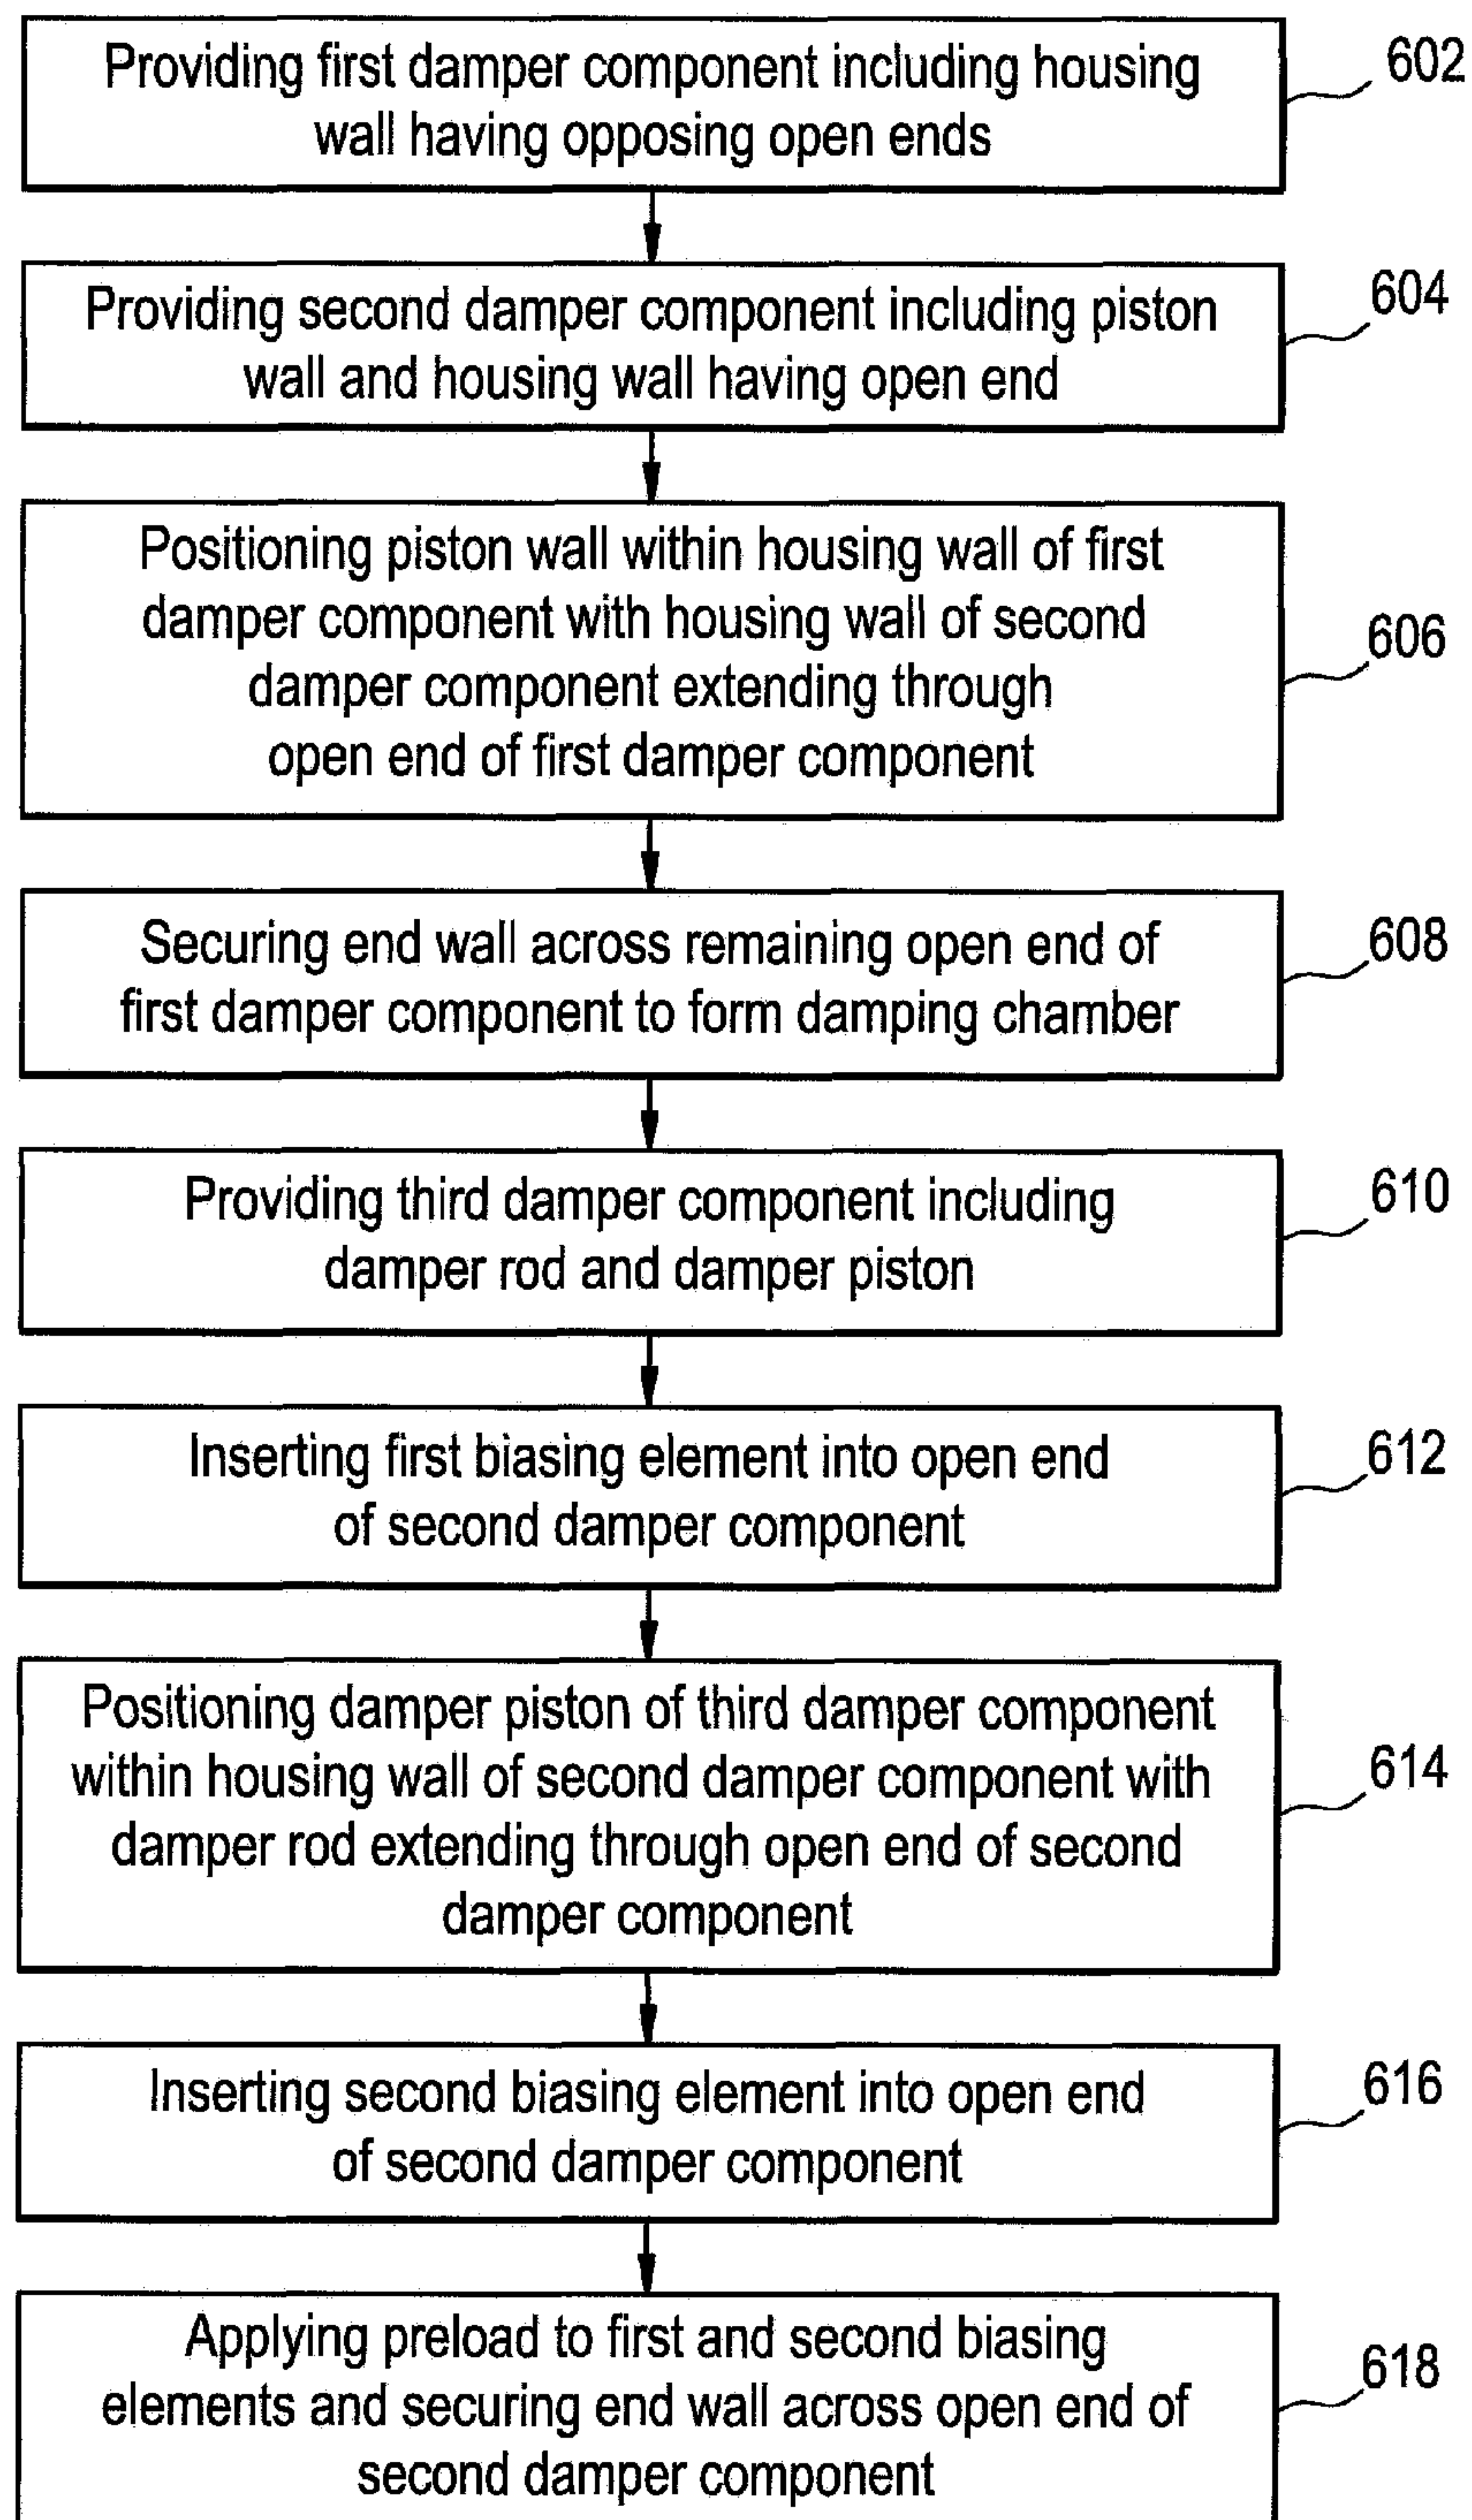 Providing first damper component including housing
wall having opposing open ends
602
Providing second damper component including piston
wall and housing wall having open end
604
Positioning piston wall within housing wall of first
damper component with housing wall of second
damper component extending through
open end of first damper component
606
Securing end wall across remaining open end of
first damper component to form damping chamber
608
Providing third damper component including
damper rod and damper piston
610
Inserting first biasing element into open end
of second damper component
612
Positioning damper piston of third damper component
within housing wall of second damper component with
damper rod extending through open end of second
damper component
614
Inserting second biasing element into open end
of second damper component
616
Applying preload to first and second biasing
elements and securing end wall across open end of
second damper component
618